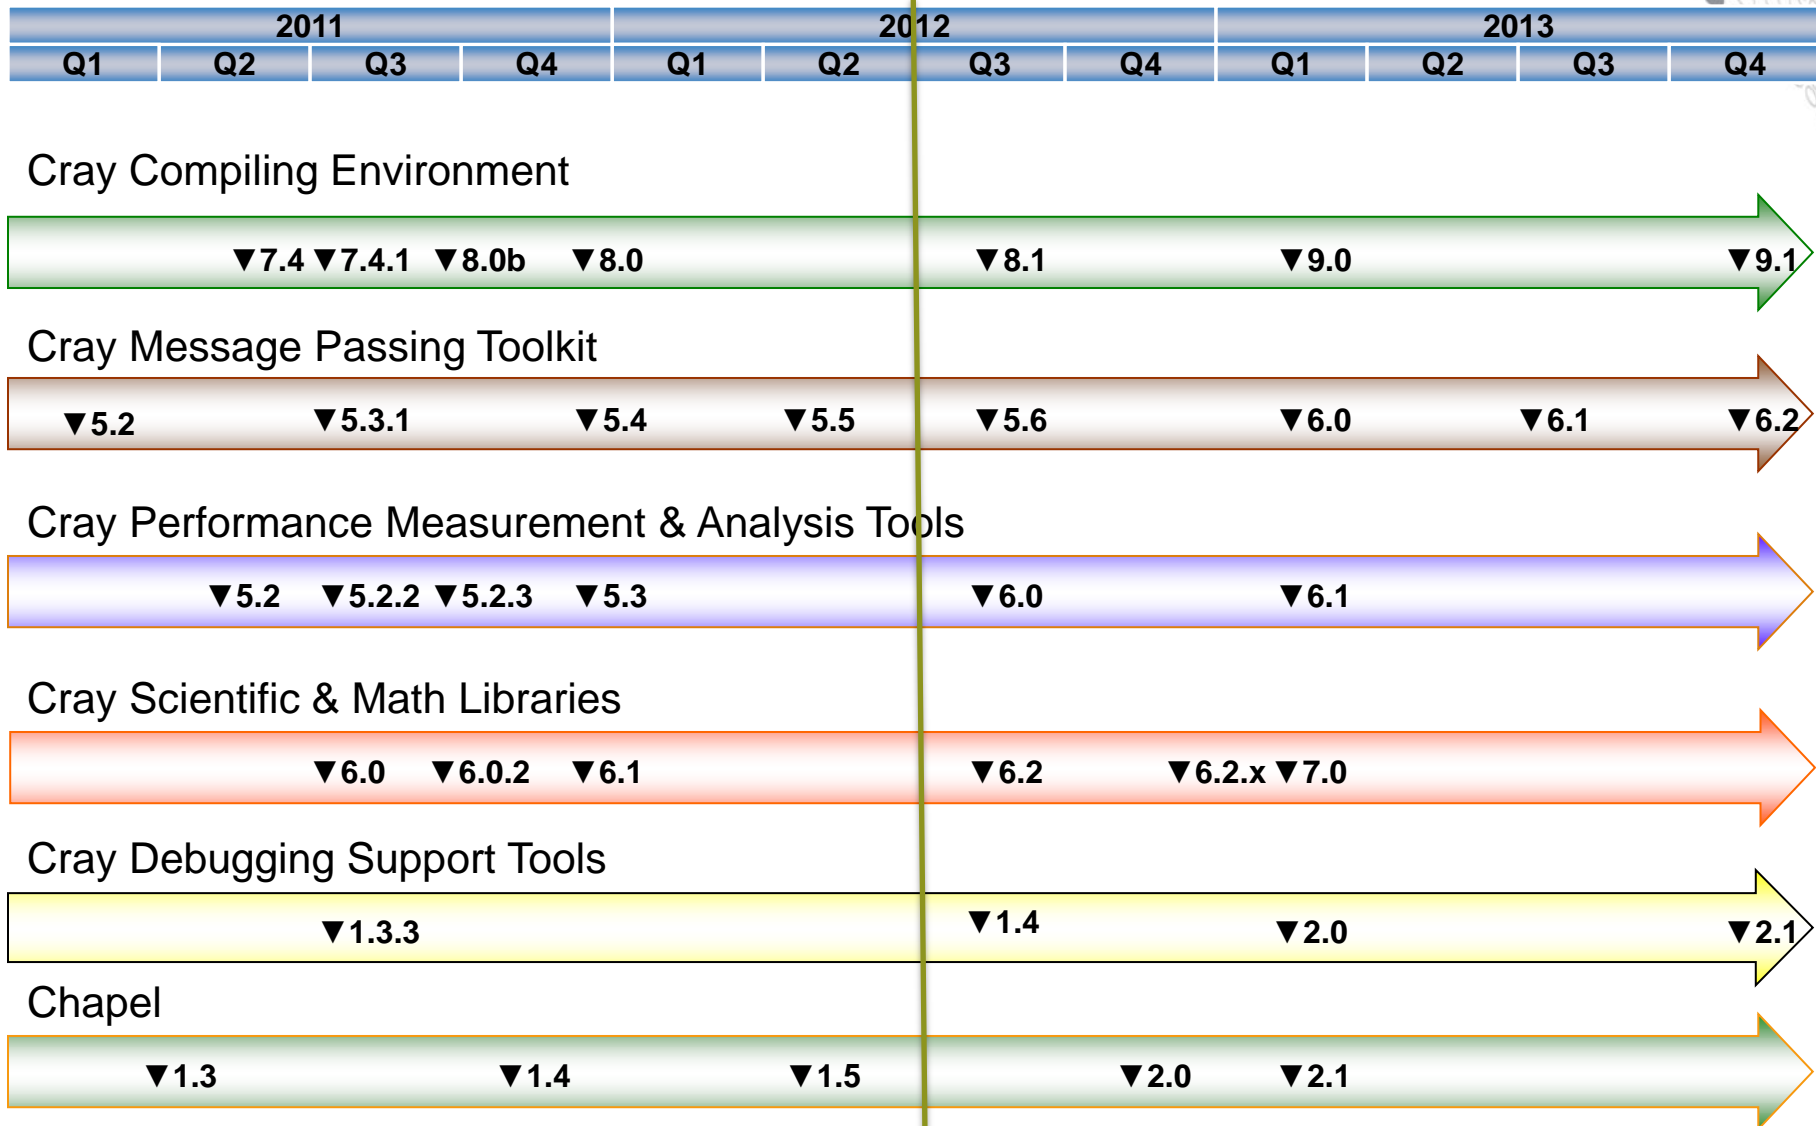 2011 2012 2013
Q1 Q2 Q3 Q4 Q1 Q2 Q3 Q4 Q1 Q2 Q3 Q4
Cray Compiling Environment
▼7.4 ▼7.4.1 ▼8.0b ▼8.0 ▼8.1 ▼9.0 ▼9.1
Cray Message Passing Toolkit
▼5.2 ▼5.3.1 ▼5.4 ▼5.5 ▼5.6 ▼6.0 ▼6.1 ▼6.2
Cray Performance Measurement & Analysis Tools
▼5.2 ▼5.2.2 ▼5.2.3 ▼5.3 ▼6.0 ▼6.1
Cray Scientific & Math Libraries
▼6.0 ▼6.0.2 ▼6.1 ▼6.2 ▼6.2.x ▼7.0
Cray Debugging Support Tools
▼1.3.3 ▼1.4 ▼2.0 ▼2.1
Chapel
▼1.3 ▼1.4 ▼1.5 ▼2.0 ▼2.1